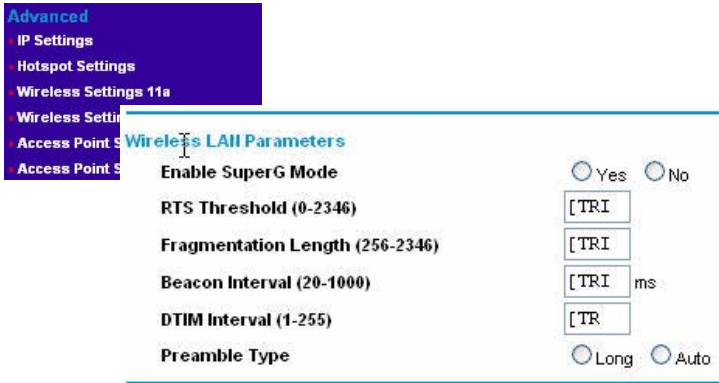 Advanced
IP Settings
Hotspot Settings
Wireless Settings 11a
Wireless Settin
Access Point S
Access Point S
Wireless LAN Parameters
Enable SuperG Mode Yes No
RTS Threshold (0-2346) [TRI
Fragmentation Length (256-2346) [TRI
Beacon Interval (20-1000) [TRI ms
DTIM Interval (1-255) [TR
Preamble Type Long Auto